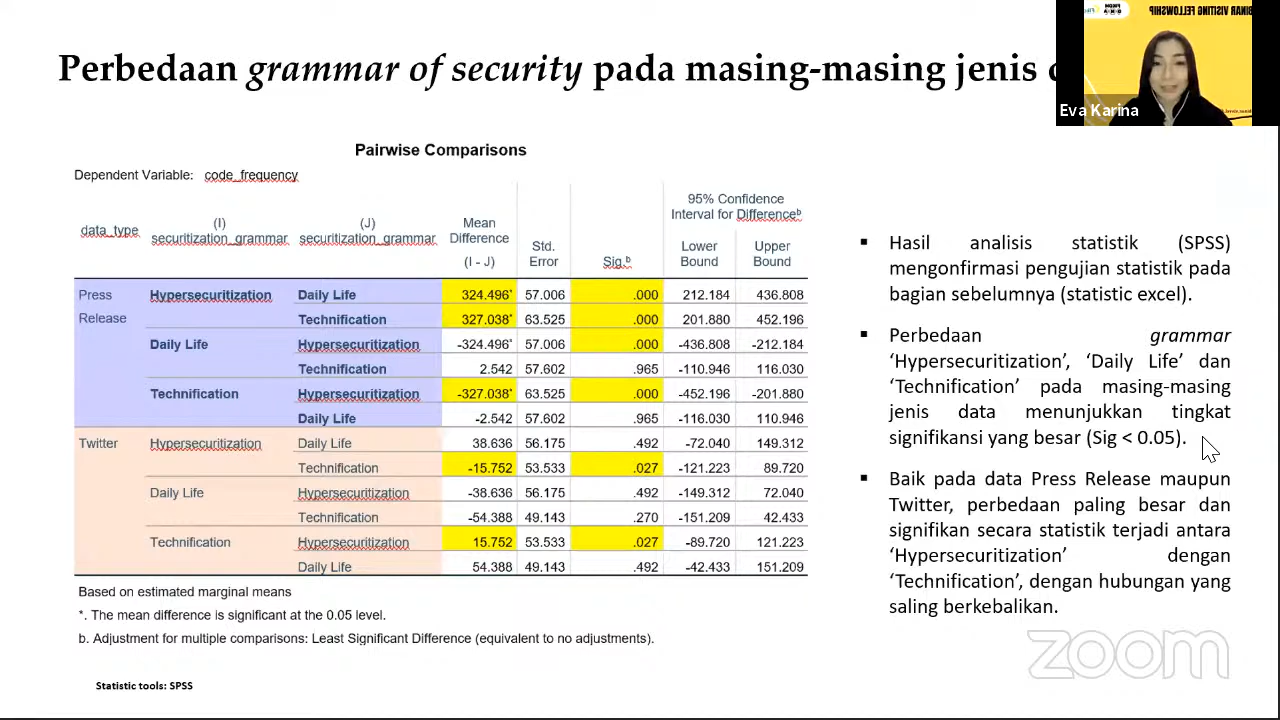 BINAR VISITING FELLOWSHIP
Perbedaan grammar of security pada masing-masing jenis
Eva Karina
Pairwise Comparisons
Dependent Variable: code_frequency
data_type (I) securitization_grammar (J) securitization_grammar Mean Difference (I - J) Std. Error Sig.b 95% Confidence Interval for Differenceb Lower Bound Upper Bound
Press Release Hypersecuritization Daily Life 324.496* 57.006 .000 212.184 436.808
Technification 327.038* 63.525 .000 201.880 452.196
Daily Life Hypersecuritization -324.496* 57.006 .000 -436.808 -212.184
Technification 2.542 57.602 .965 -110.946 116.030
Technification Hypersecuritization -327.038* 63.525 .000 -452.196 -201.880
Daily Life -2.542 57.602 .965 -116.030 110.946
Twitter Hypersecuritization Daily Life 38.636 56.175 .492 -72.040 149.312
Technification -15.752 53.533 .027 -121.223 89.720
Daily Life Hypersecuritization -38.636 56.175 .492 -149.312 72.040
Technification -54.388 49.143 .270 -151.209 42.433
Technification Hypersecuritization 15.752 53.533 .027 -89.720 121.223
Daily Life 54.388 49.143 .492 -42.433 151.209
Based on estimated marginal means
*. The mean difference is significant at the 0.05 level.
b. Adjustment for multiple comparisons: Least Significant Difference (equivalent to no adjustments).
Statistic tools: SPSS
▪ Hasil analisis statistik (SPSS)
mengonfirmasi pengujian statistik pada
bagian sebelumnya (statistic excel).
▪ Perbedaan grammar
‘Hypersecuritization’, ‘Daily Life’ dan
‘Technification’ pada masing-masing
jenis data menunjukkan tingkat
signifikansi yang besar (Sig < 0.05).
▪ Baik pada data Press Release maupun
Twitter, perbedaan paling besar dan
signifikan secara statistik terjadi antara
‘Hypersecuritization’ dengan
‘Technification’, dengan hubungan yang
saling berkebalikan.
zoom